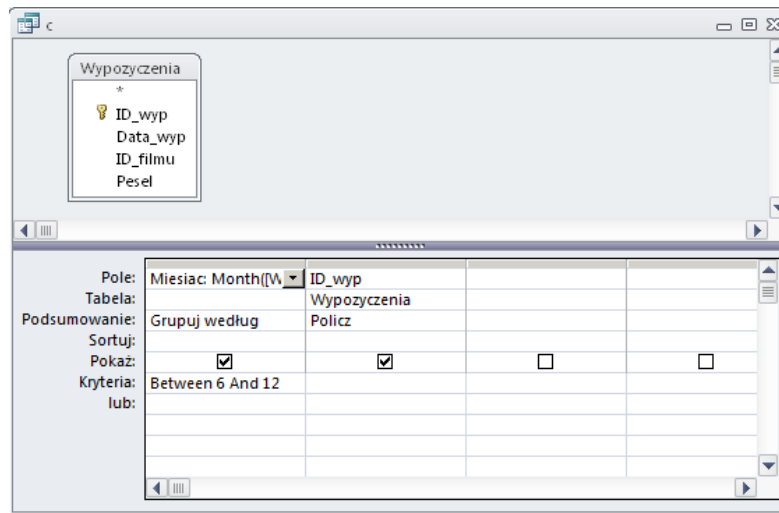 c
Wypozyczenia
*
ID_wyp
Data_wyp
ID_filmu
Pesel
Pole: Miesiac: Month([W ID_wyp
Tabela: Wypozyczenia
Podsumowanie: Grupuj według Policz
Sortuj:
Pokaż:
Kryteria: Between 6 And 12
lub: